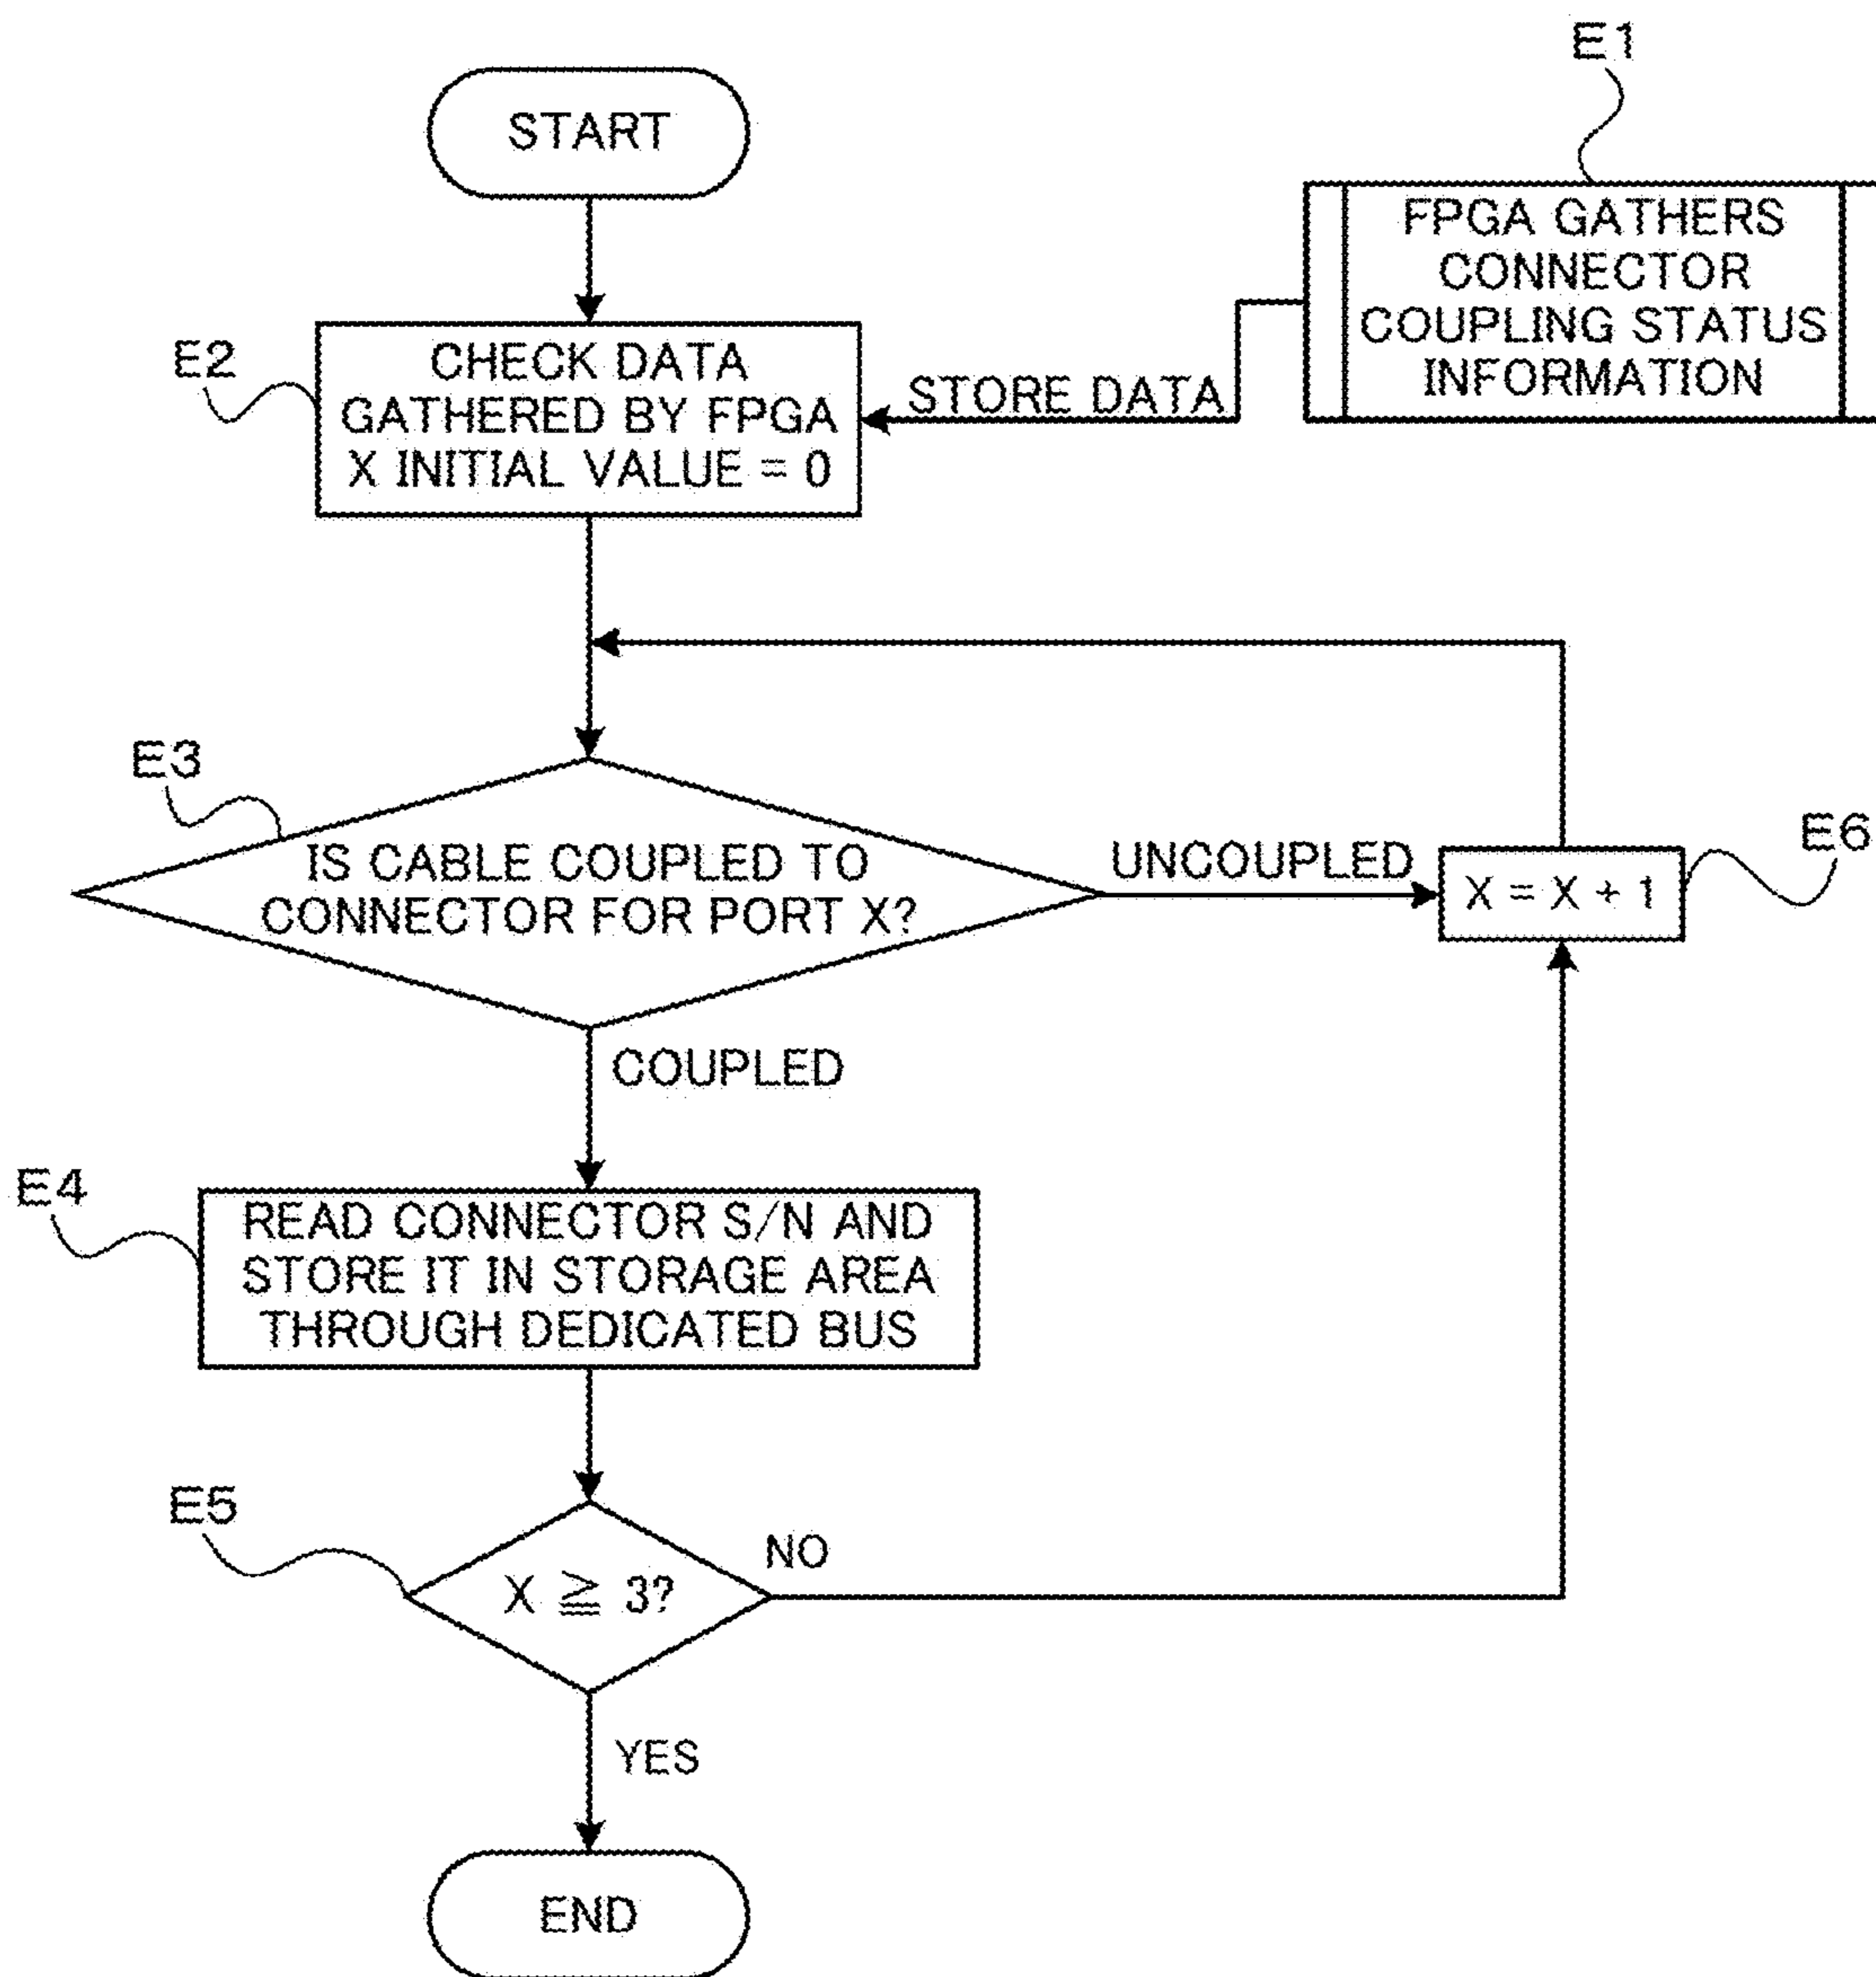 E1
START
FPGA GATHERS
CONNECTOR
COUPLING STATUS
INFORMATION
E2
CHECK DATA
GATHERED BY FPGA
X INITIAL VALUE = 0
STORE DATA
E3
IS CABLE COUPLED TO
CONNECTOR FOR PORT X?
UNCOUPLED
X = X + 1
E6
COUPLED
E4
READ CONNECTOR S/N AND
STORE IT IN STORAGE AREA
THROUGH DEDICATED BUS
E5
X ≧ 3?
NO
YES
END